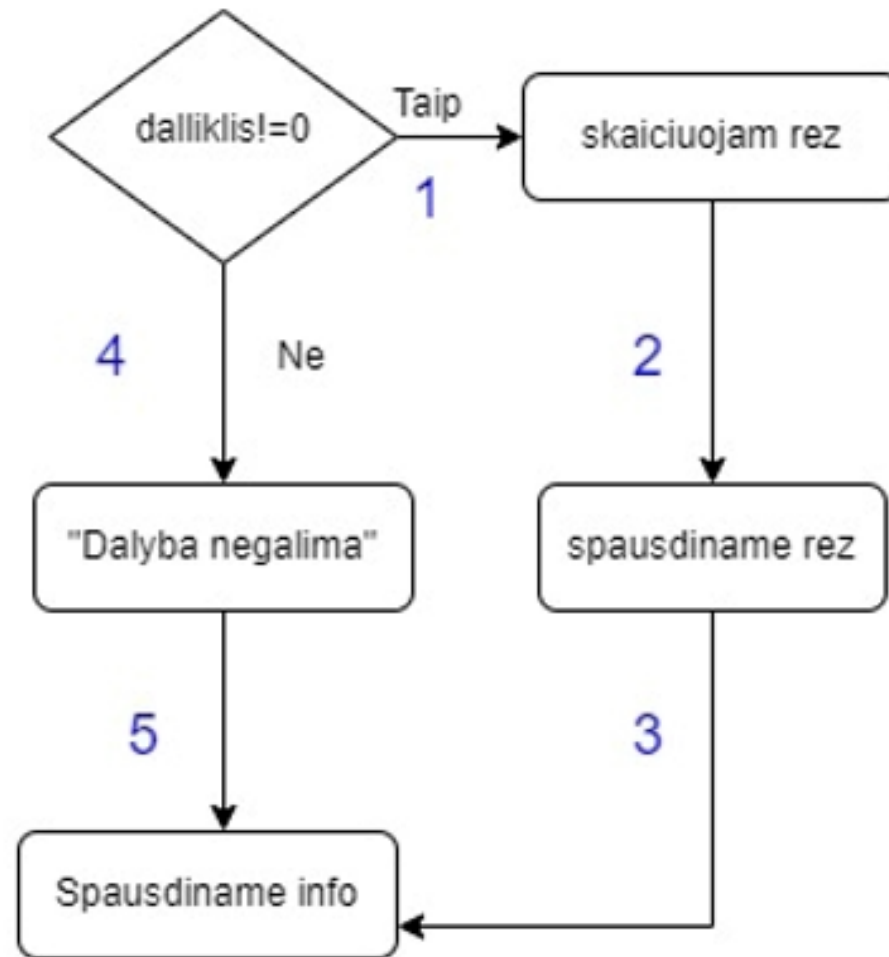 dalliklis!=0
Taip
skaiciuojam rez
1
4
Ne
2
"Dalyba negalima"
spausdiname rez
5
3
Spausdiname info